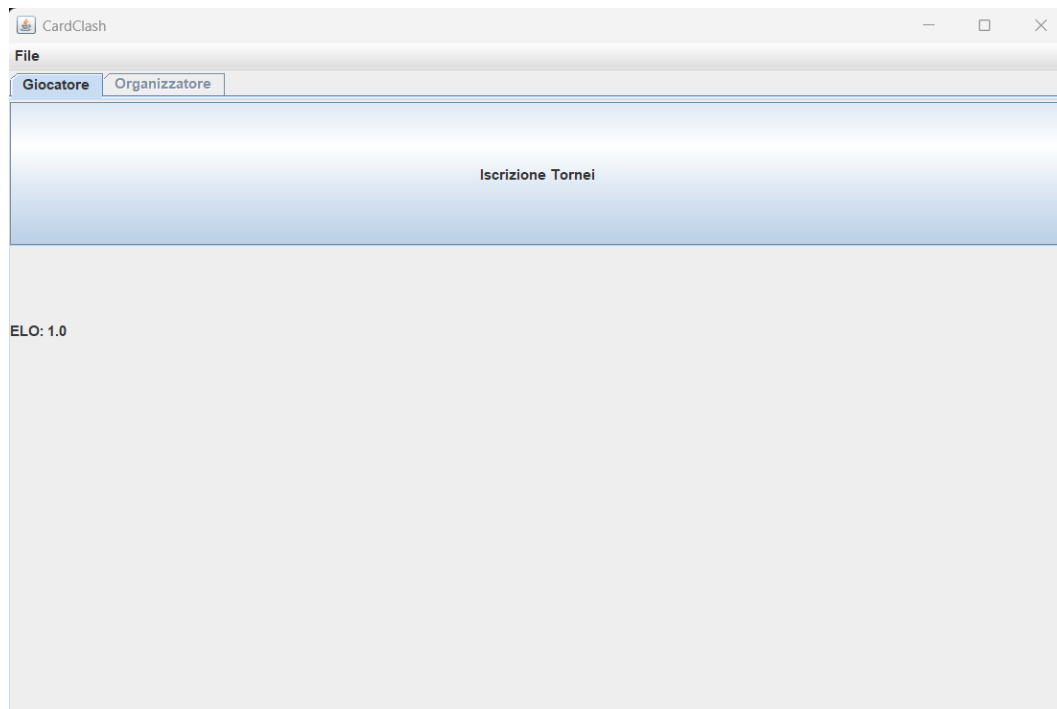 CardClash
File
Giocatore Organizzatore
Iscrizione Tornei
ELO: 1.0